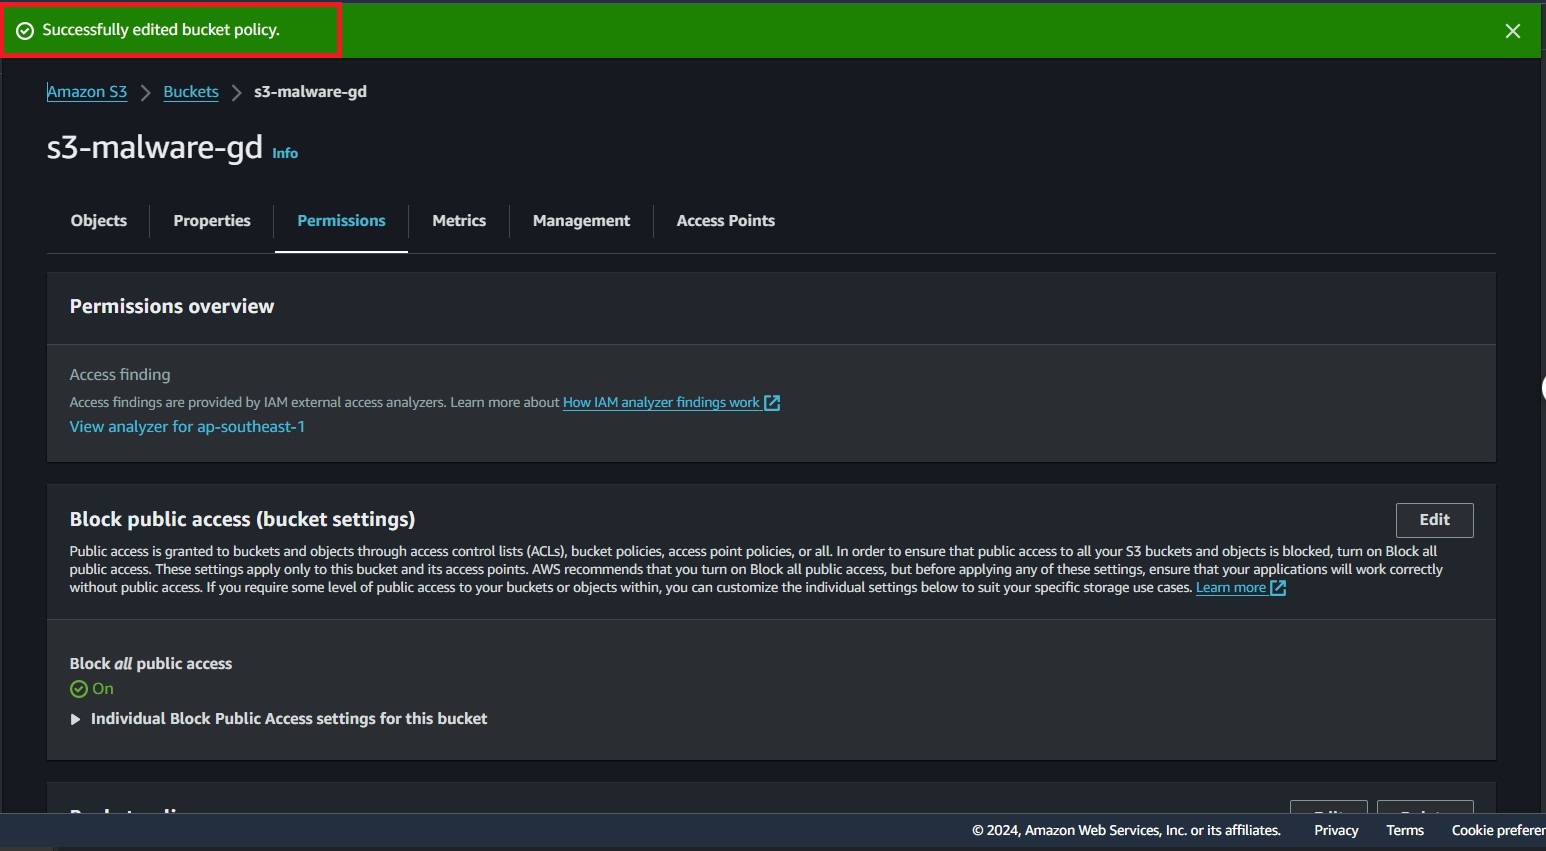 Successfully edited bucket policy.
Amazon S3 > Buckets > s3-malware-gd
s3-malware-gd Info
Objects Properties Permissions Metrics Management Access Points
Permissions overview
Access finding
Access findings are provided by IAM external access analyzers. Learn more about How IAM analyzer findings work
View analyzer for ap-southeast-1
Block public access (bucket settings)
Edit
Public access is granted to buckets and objects through access control lists (ACLs), bucket policies, access point policies, or all. In order to ensure that public access to all your S3 buckets and objects is blocked, turn on Block all
public access. These settings apply only to this bucket and its access points. AWS recommends that you turn on Block all public access, but before applying any of these settings, ensure that your applications will work correctly
without public access. If you require some level of public access to your buckets or objects within, you can customize the individual settings below to suit your specific storage use cases. Learn more
Block all public access
On
Individual Block Public Access settings for this bucket
© 2024, Amazon Web Services, Inc. or its affiliates. Privacy Terms Cookie